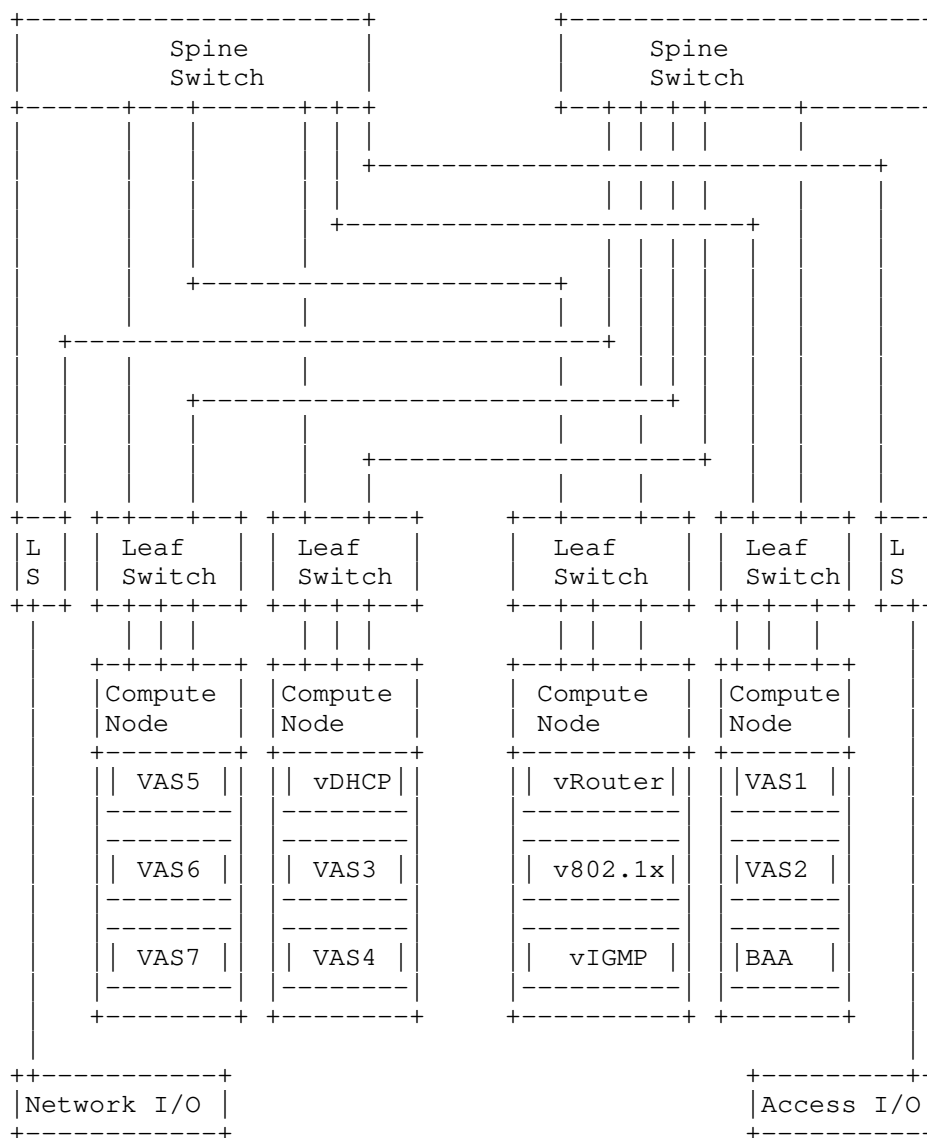 Spine Spine
Switch Switch
L Leaf Leaf Leaf Leaf L
S Switch Switch Switch Switch S
Compute Compute Compute Compute
Node Node Node Node
VAS5 vDHCP vRouter VAS1
VAS6 VAS3 v802.1x VAS2
VAS7 VAS4 vIGMP BAA
Network I/O Access I/O